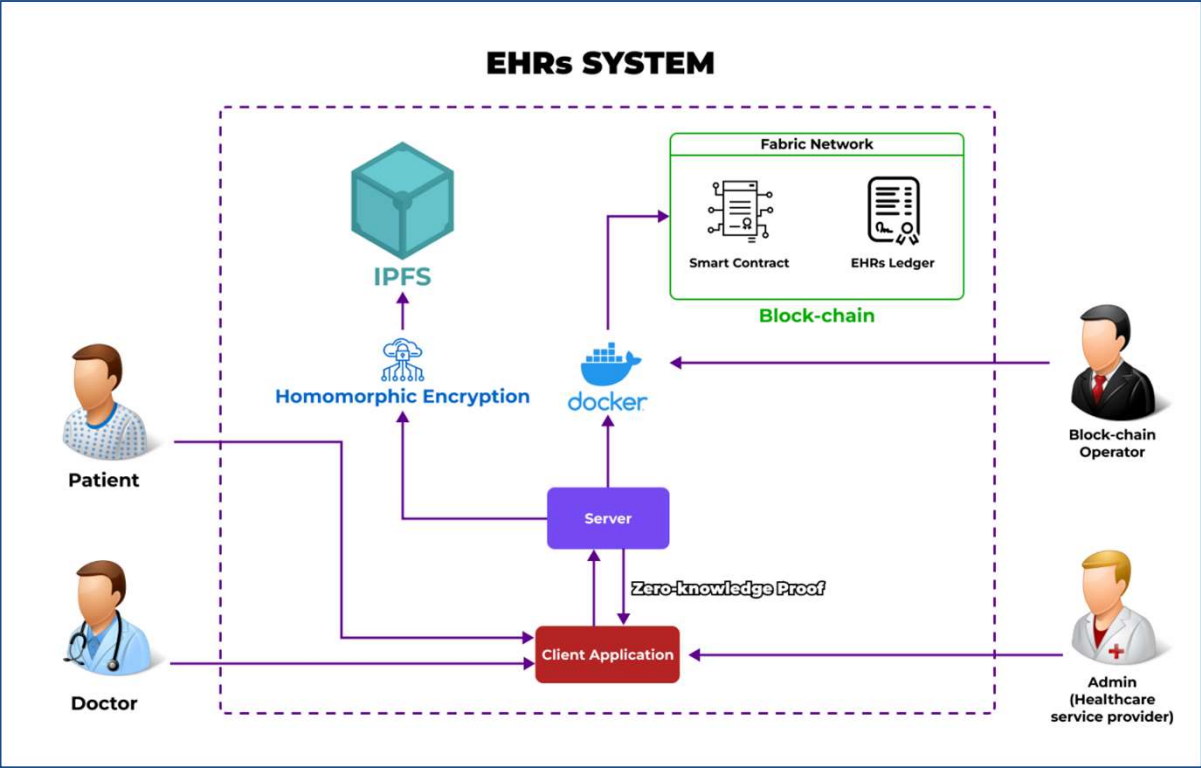 EHRs SYSTEM
Fabric Network
Smart Contract
EHRs Ledger
Block-chain
IPFS
Homomorphic Encryption
docker
Block-chain
Operator
Patient
Server
Zero-knowledge Proof
Client Application
Doctor
Admin
(Healthcare
service provider)